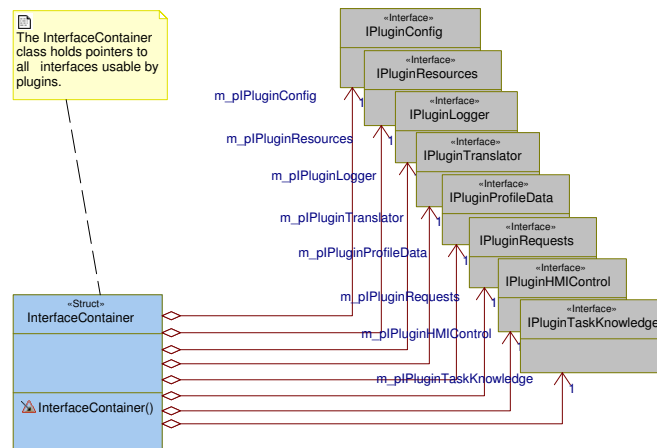 The InterfaceContainer
class holds pointers to
all interfaces usable by
plugins.
«Interface»
IPluginConfig
«Interface»
IPluginResources
«Interface»
IPluginLogger
«Interface»
IPluginTranslator
«Interface»
IPluginProfileData
«Interface»
IPluginRequests
«Interface»
IPluginHMIControl
«Interface»
IPluginTaskKnowledge
m_pIPluginConfig
1
m_pIPluginResources
1
m_pIPluginLogger
1
m_pIPluginTranslator
1
m_pIPluginProfileData
1
m_pIPluginRequests
1
m_pIPluginHMIControl
1
m_pIPluginTaskKnowledge
1
«Struct»
InterfaceContainer
InterfaceContainer()